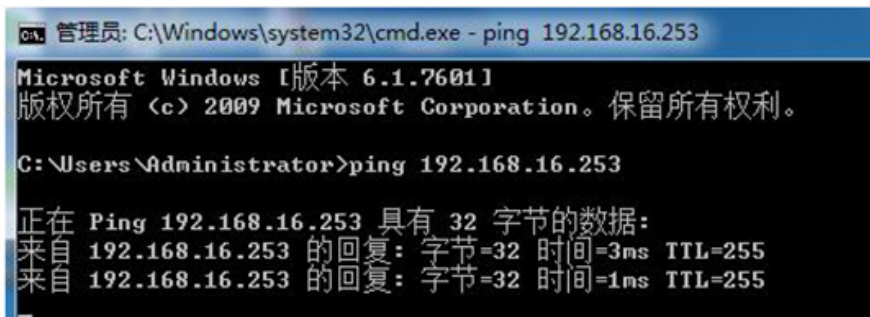 管理员: C:\Windows\system32\cmd.exe - ping 192.168.16.253
Microsoft Windows [版本 6.1.7601]
版权所有 (c) 2009 Microsoft Corporation。保留所有权利。
C:\Users\Administrator>ping 192.168.16.253
正在 Ping 192.168.16.253 具有 32 字节的数据:
来自 192.168.16.253 的回复: 字节=32 时间=3ms TTL=255
来自 192.168.16.253 的回复: 字节=32 时间=1ms TTL=255